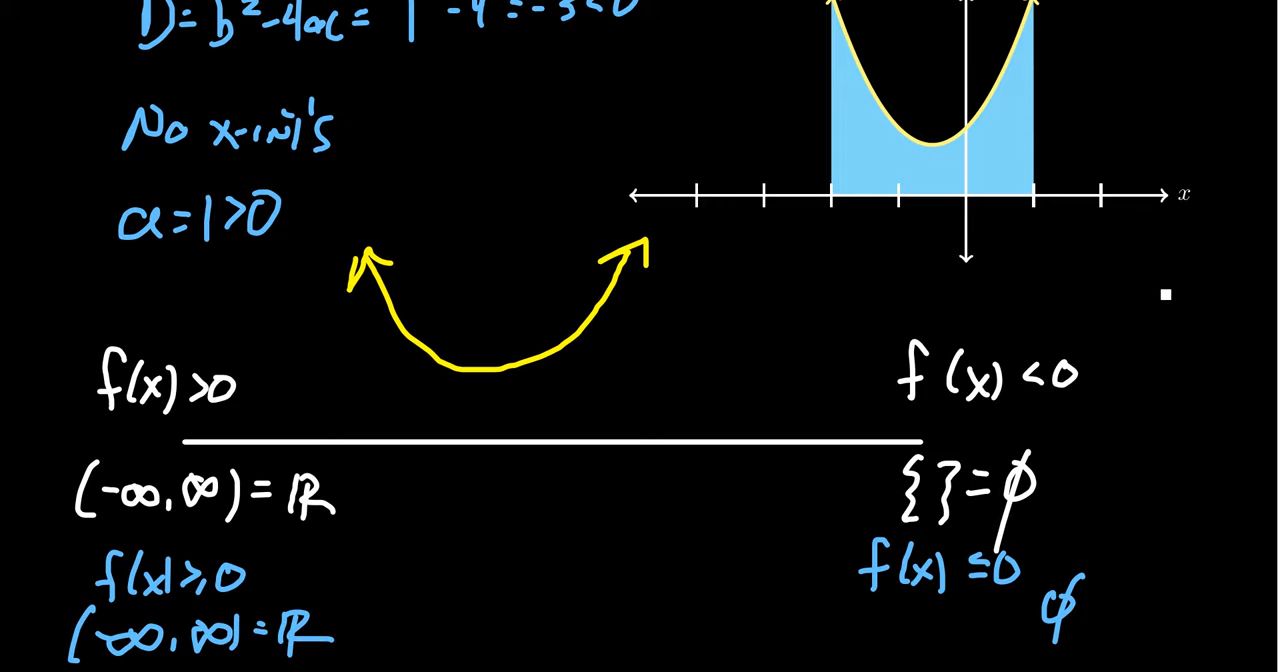 D = b² - 4ac = 1 - 4 = -3 < 0
No x-int's
a = 1 > 0
x
f(x) > 0
f(x) < 0
(-∞, ∞) = ℝ
{ } = ∅
f(x) ≥ 0
f(x) ≤ 0
(-∞, ∞) = ℝ
∅